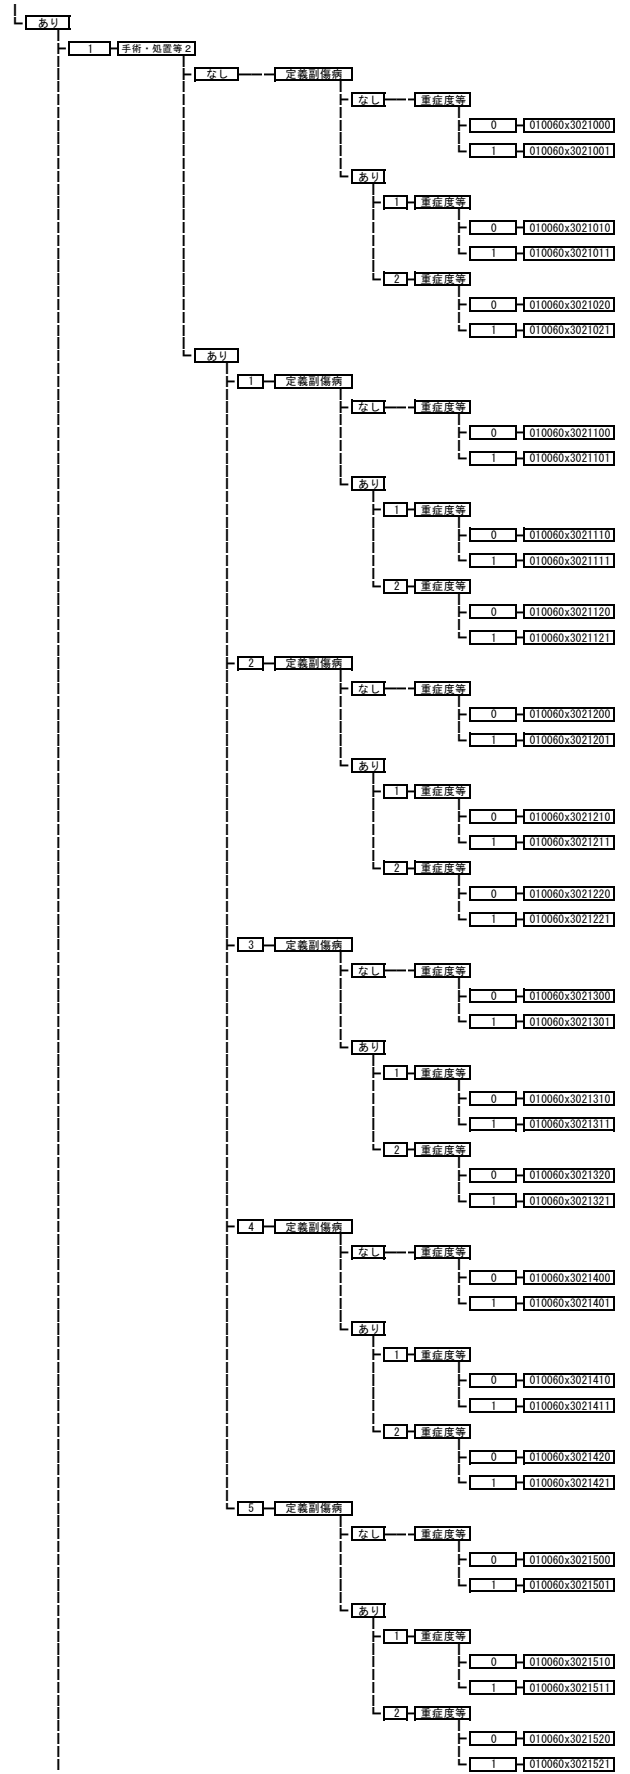 あり
1 手術・処置等２
なし 定義副傷病
なし 重症度等
0 010060x3021000
1 010060x3021001
あり
1 重症度等
0 010060x3021010
1 010060x3021011
2 重症度等
0 010060x3021020
1 010060x3021021
あり
1 定義副傷病
なし 重症度等
0 010060x3021100
1 010060x3021101
あり
1 重症度等
0 010060x3021110
1 010060x3021111
2 重症度等
0 010060x3021120
1 010060x3021121
2 定義副傷病
なし 重症度等
0 010060x3021200
1 010060x3021201
あり
1 重症度等
0 010060x3021210
1 010060x3021211
2 重症度等
0 010060x3021220
1 010060x3021221
3 定義副傷病
なし 重症度等
0 010060x3021300
1 010060x3021301
あり
1 重症度等
0 010060x3021310
1 010060x3021311
2 重症度等
0 010060x3021320
1 010060x3021321
4 定義副傷病
なし 重症度等
0 010060x3021400
1 010060x3021401
あり
1 重症度等
0 010060x3021410
1 010060x3021411
2 重症度等
0 010060x3021420
1 010060x3021421
5 定義副傷病
なし 重症度等
0 010060x3021500
1 010060x3021501
あり
1 重症度等
0 010060x3021510
1 010060x3021511
2 重症度等
0 010060x3021520
1 010060x3021521